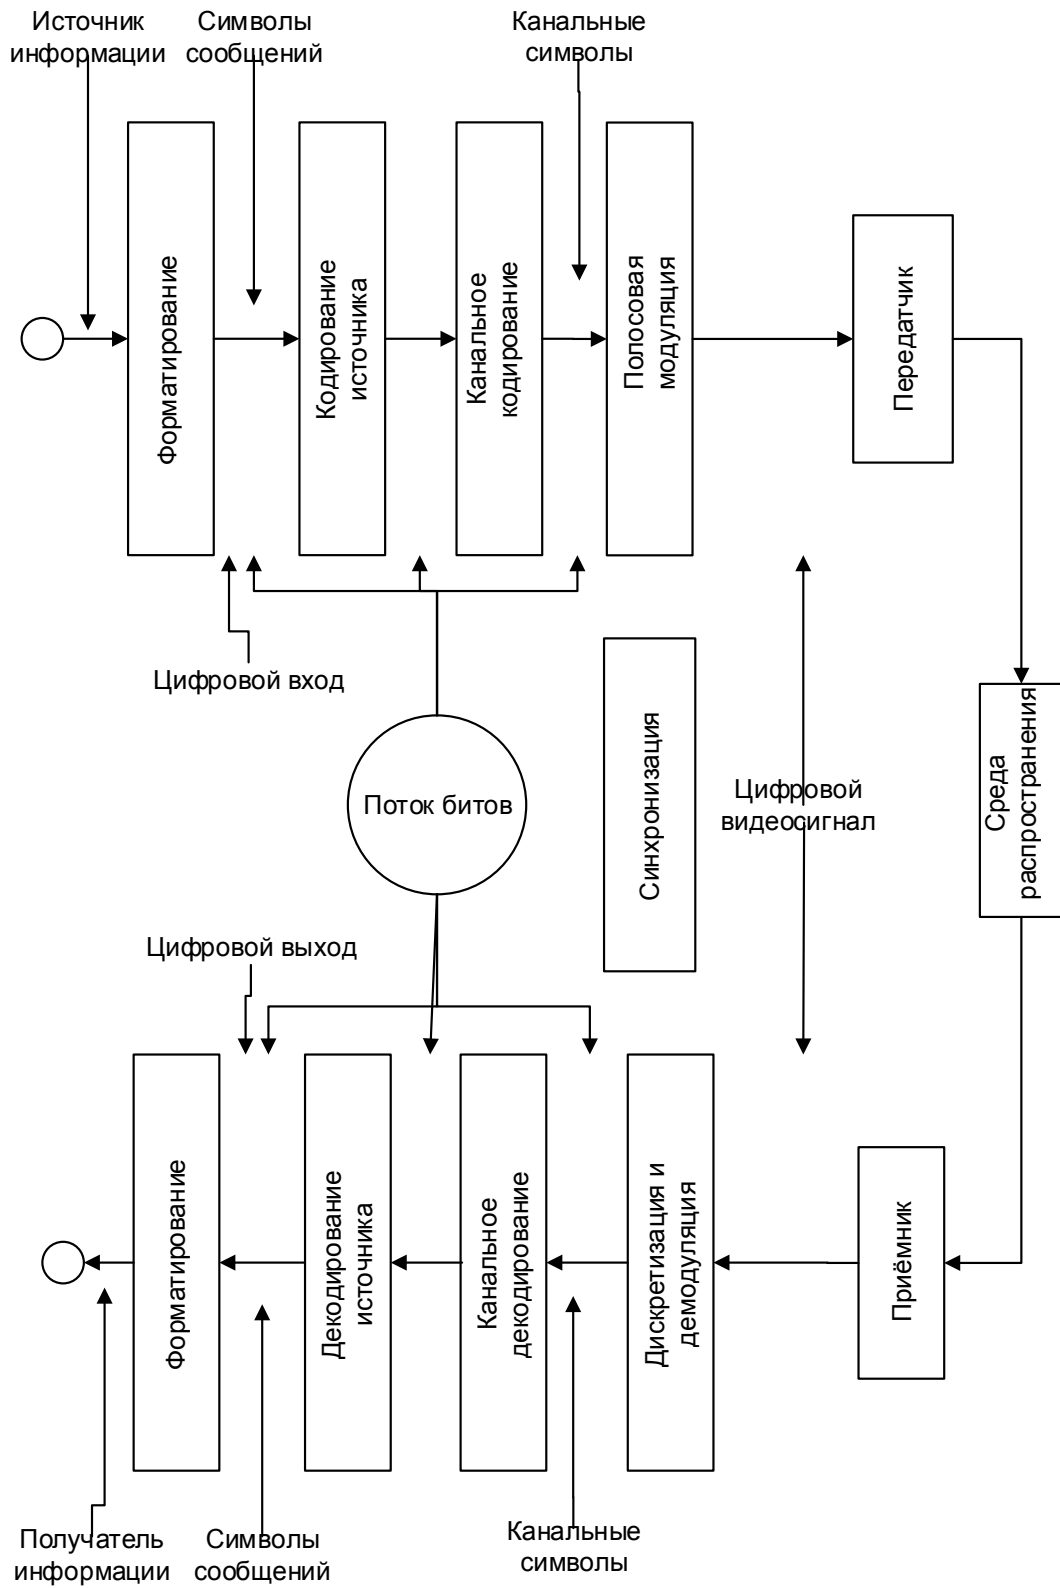 Источник
информации
Символы
сообщений
Канальные
символы
Форматирование
Кодирование
источника
Канальное
кодирование
Полосовая
модуляция
Передатчик
Цифровой вход
Поток битов
Синхронизация
Цифровой
видеосигнал
Среда
распространения
Цифровой выход
Форматирование
Декодирование
источника
Канальное
декодирование
Дискретизация и
демодуляция
Приёмник
Получатель
информации
Символы
сообщений
Канальные
символы